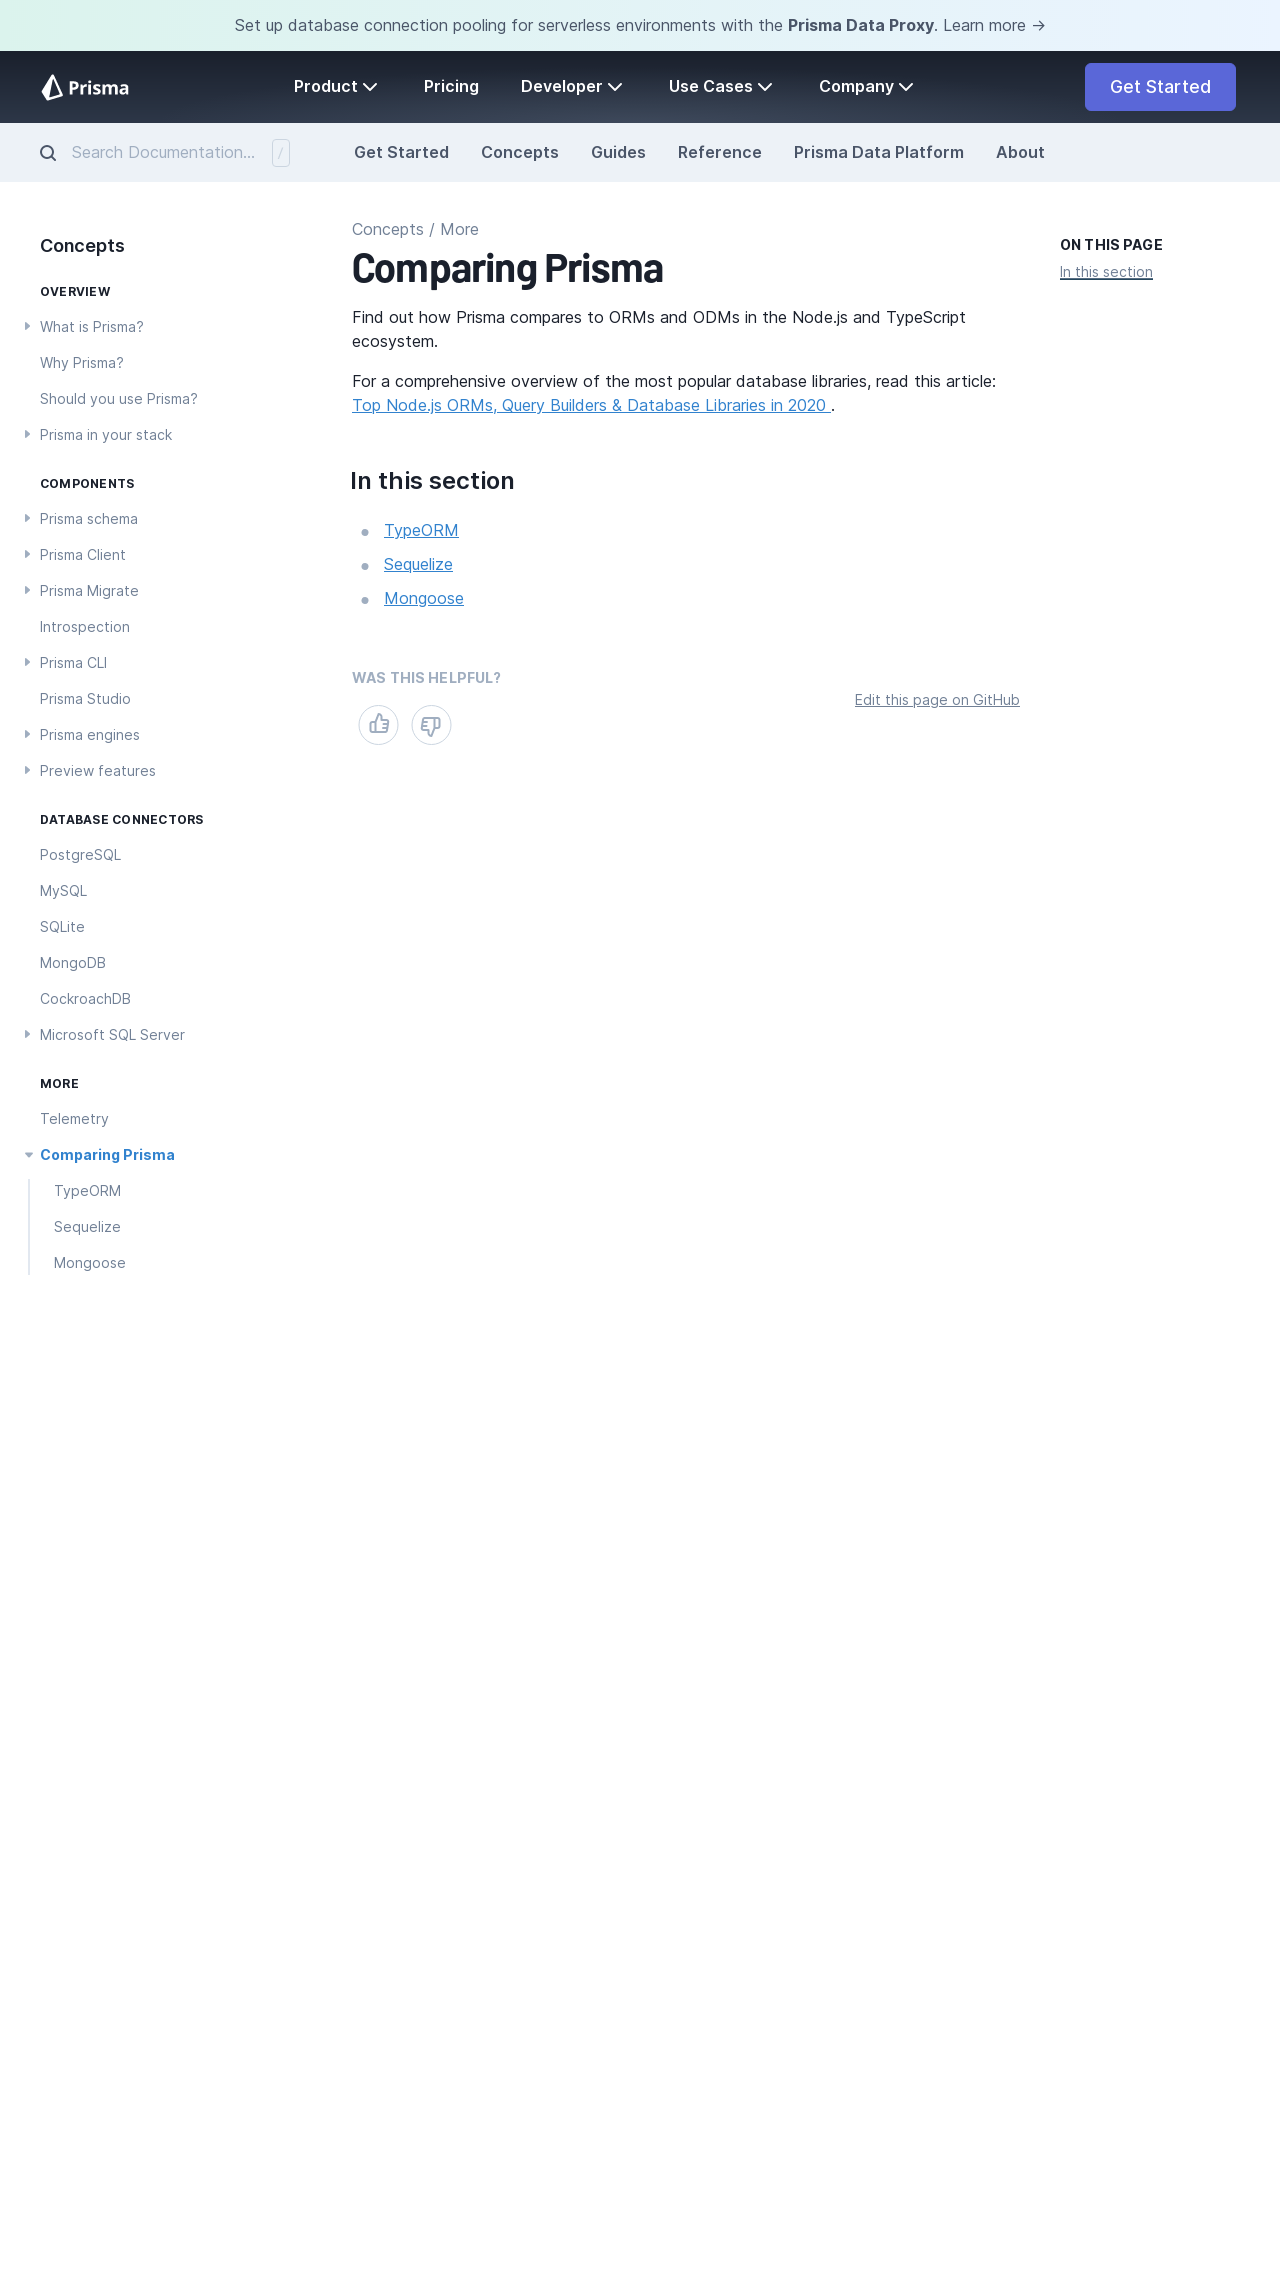 Set up database connection pooling for serverless environments with the Prisma Data Proxy. Learn more →
Prisma
Product
Pricing
Developer
Use Cases
Company
Get Started
Search Documentation...
/
Get Started
Concepts
Guides
Reference
Prisma Data Platform
About
Concepts
OVERVIEW
What is Prisma?
Why Prisma?
Should you use Prisma?
Prisma in your stack
COMPONENTS
Prisma schema
Prisma Client
Prisma Migrate
Introspection
Prisma CLI
Prisma Studio
Prisma engines
Preview features
DATABASE CONNECTORS
PostgreSQL
MySQL
SQLite
MongoDB
CockroachDB
Microsoft SQL Server
MORE
Telemetry
Comparing Prisma
TypeORM
Sequelize
Mongoose
Concepts / More
Comparing Prisma
Find out how Prisma compares to ORMs and ODMs in the Node.js and TypeScript
ecosystem.
For a comprehensive overview of the most popular database libraries, read this article:
Top Node.js ORMs, Query Builders & Database Libraries in 2020 .
In this section
TypeORM
Sequelize
Mongoose
WAS THIS HELPFUL?
Edit this page on GitHub
ON THIS PAGE
In this section